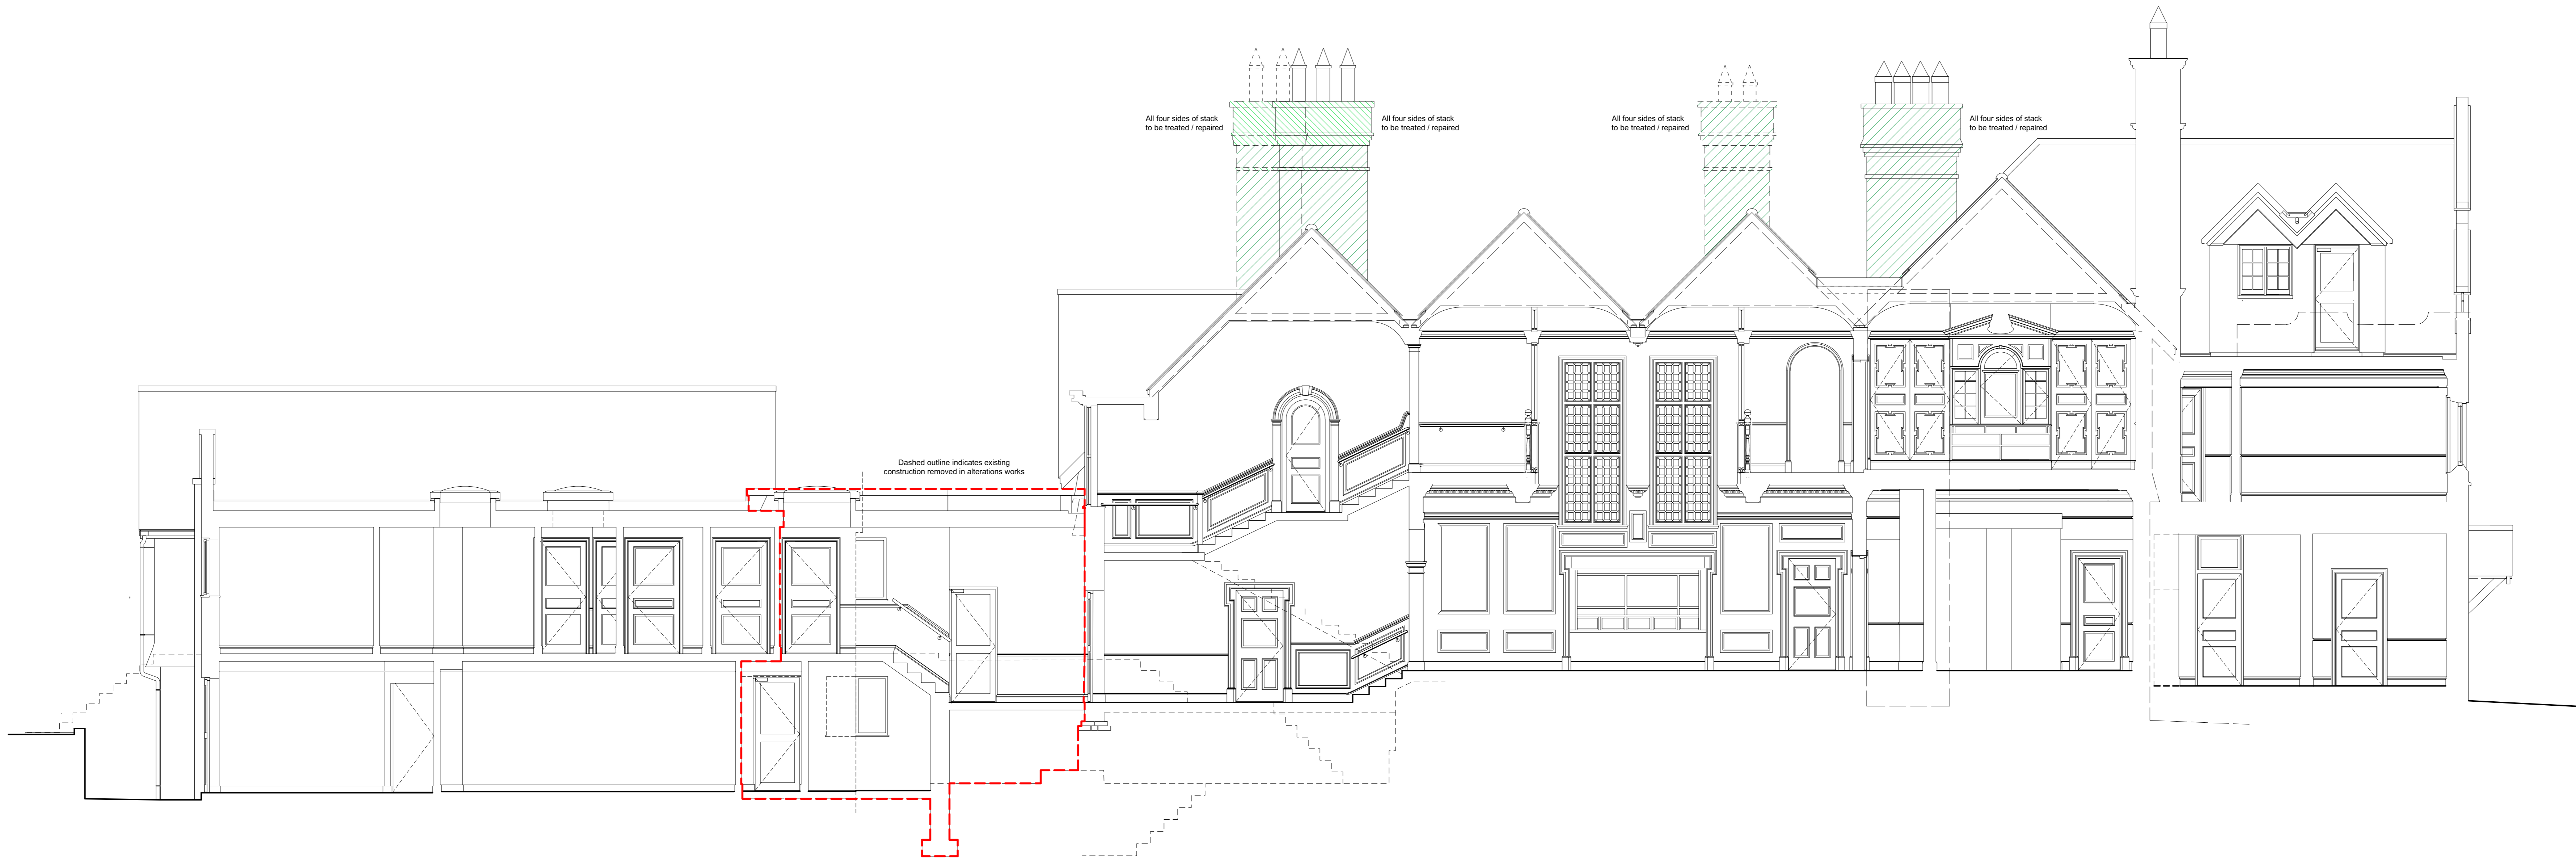 All four sides of stack
to be treated / repaired
All four sides of stack
to be treated / repaired
All four sides of stack
to be treated / repaired
All four sides of stack
to be treated / repaired
Dashed outline indicates existing
construction removed in alterations works